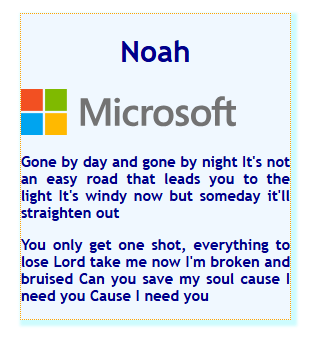 Noah
Microsoft
Gone by day and gone by night It's not
an easy road that leads you to the
light It's windy now but someday it'll
straighten out
You only get one shot, everything to
lose Lord take me now I'm broken and
bruised Can you save my soul cause I
need you Cause I need you